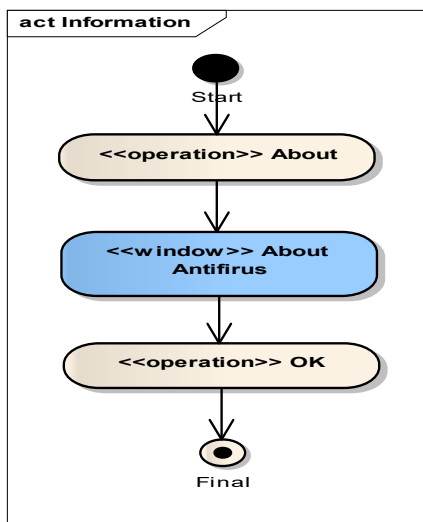 act Information
Start
<<operation>> About
<<window>> About
Antifirus
<<operation>> OK
Final